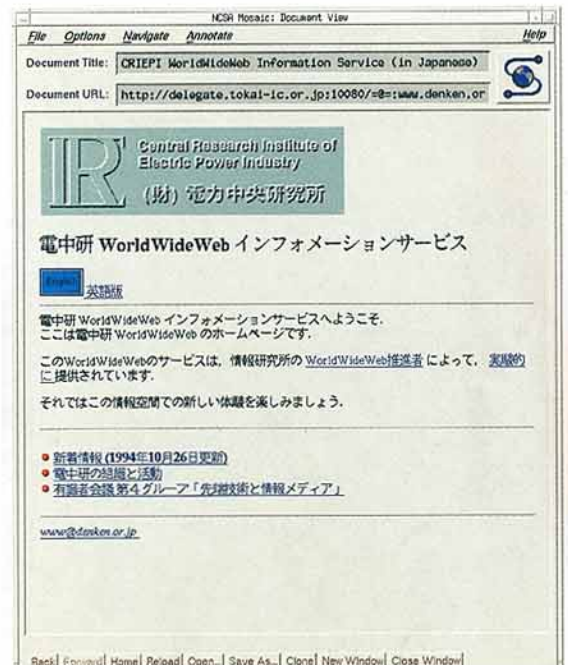 NCSA Mosaic: Document View
File Options Navigate Annotate Help
Document Title: CRIEPI WorldWideWeb Information Service (in Japanese)
Document URL: http://delegate.tokai-ic.or.jp:10080/=@=:www.denken.or
Central Research Institute of
Electric Power Industry
(財) 電力中央研究所
電中研 WorldWideWeb インフォメーションサービス
English 英語版
電中研 WorldWideWeb インフォメーションサービスへようこそ.
ここは電中研 WorldWideWeb のホームページです.
このWorldWideWebのサービスは, 情報研究所の WorldWideWeb推進者 によって, 実験的
に 提供されています.
それではこの情報空間での新しい体験を楽しみましょう.
新着情報 (1994年10月26日更新)
電中研の組織と活動
有識者会議 第4グループ「先端技術と情報メディア」
www@denken.or.jp
Back Forward Home Reload Open... Save As... Clone New Window Close Window